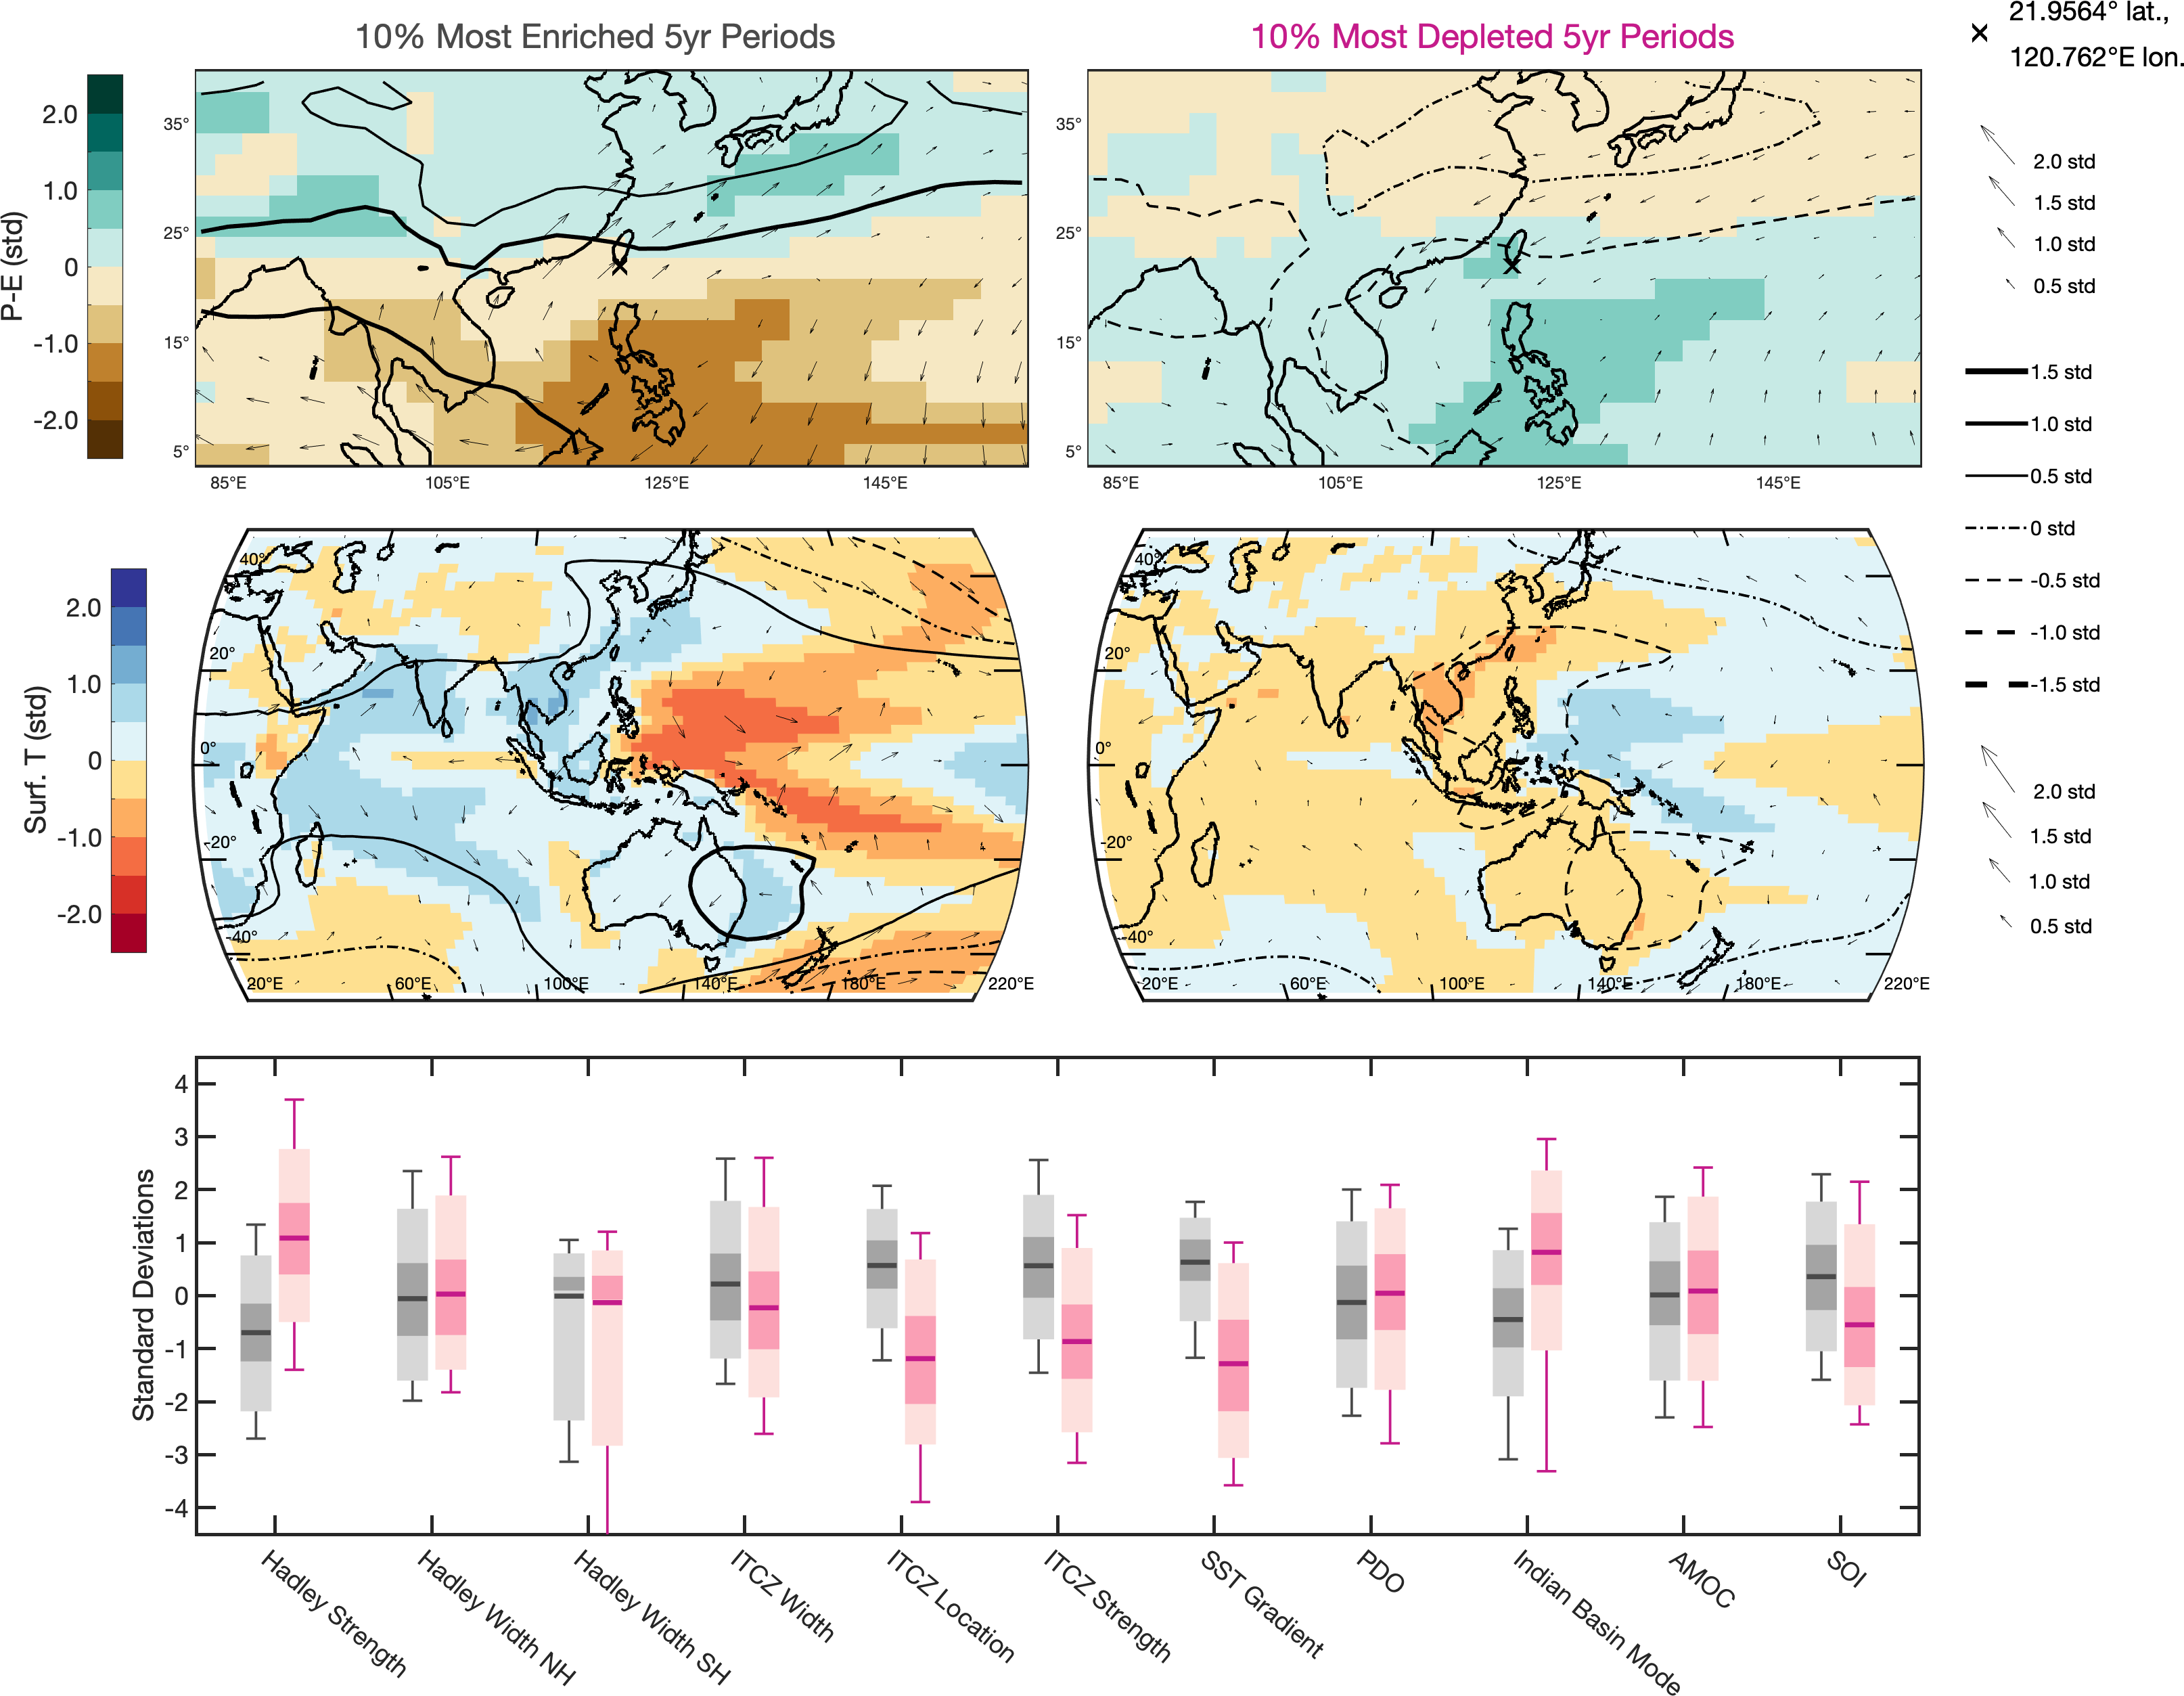 10% Most Enriched 5yr Periods
10% Most Depleted 5yr Periods
21.9564° lat.,
120.762°E lon.
P-E (std)
2.0
1.0
0
-1.0
-2.0
35°
25°
15°
5°
85°E
105°E
125°E
145°E
35°
25°
15°
5°
85°E
105°E
125°E
145°E
2.0 std
1.5 std
1.0 std
0.5 std
1.5 std
1.0 std
0.5 std
0 std
-0.5 std
-1.0 std
-1.5 std
Surf. T (std)
2.0
1.0
0
-1.0
-2.0
40°
20°
0°
-20°
-40°
20°E
60°E
100°E
140°E
180°E
220°E
40°
20°
0°
-20°
-40°
20°E
60°E
100°E
140°E
180°E
220°E
2.0 std
1.5 std
1.0 std
0.5 std
Standard Deviations
4
3
2
1
0
-1
-2
-3
-4
Hadley Strength
Hadley Width NH
Hadley Width SH
ITCZ Width
ITCZ Location
ITCZ Strength
SST Gradient
PDO
Indian Basin Mode
AMOC
SOI